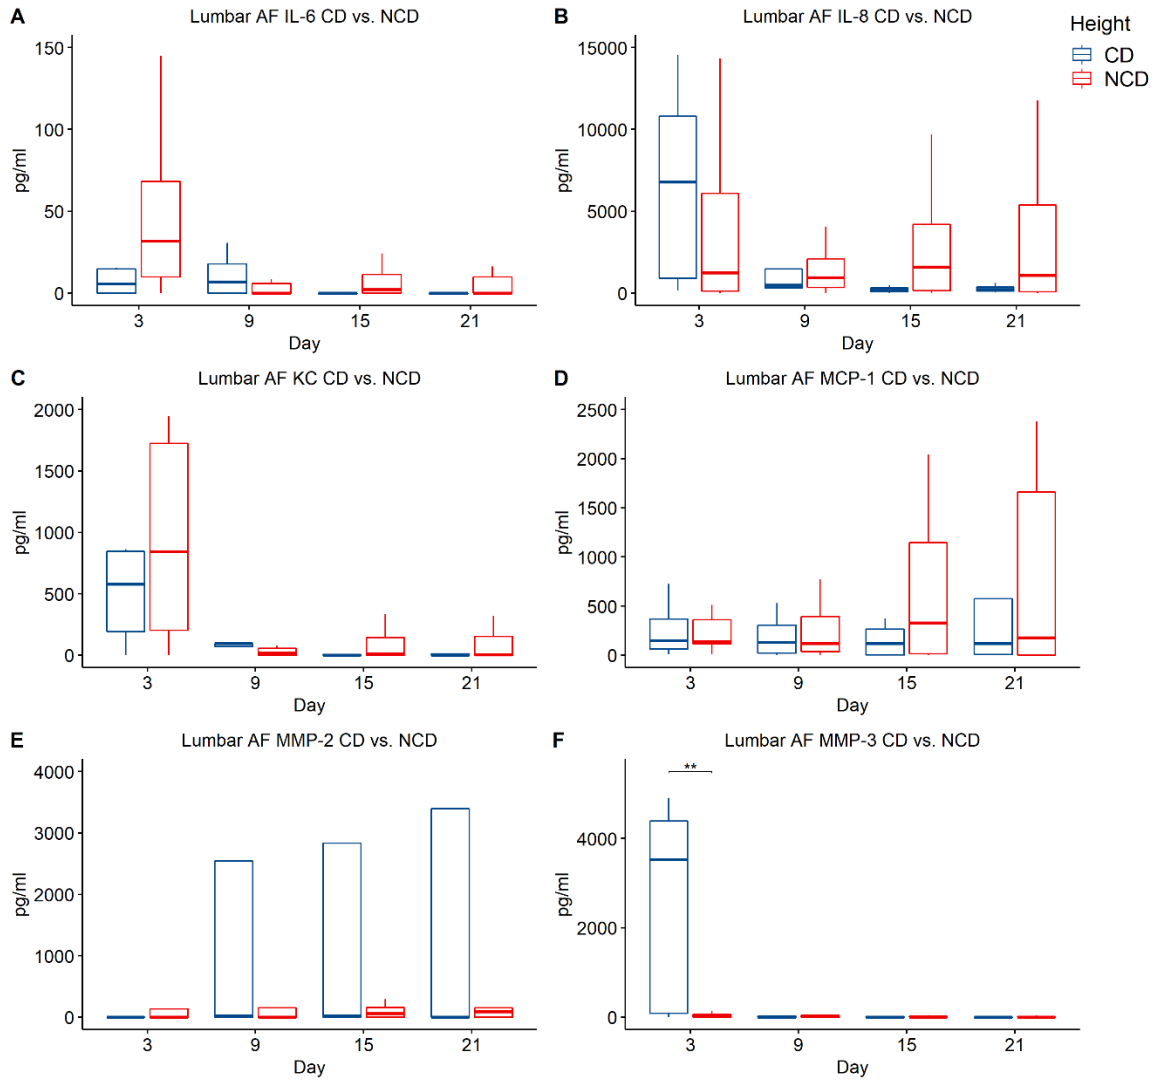 A
Lumbar AF IL-6 CD vs. NCD
150
100
50
0
pg/ml
3 9 15 21
Day
B
Lumbar AF IL-8 CD vs. NCD
15000
10000
5000
0
pg/ml
3 9 15 21
Day
Height
CD
NCD
C
Lumbar AF KC CD vs. NCD
2000
1500
1000
500
0
pg/ml
3 9 15 21
Day
D
Lumbar AF MCP-1 CD vs. NCD
2500
2000
1500
1000
500
0
pg/ml
3 9 15 21
Day
E
Lumbar AF MMP-2 CD vs. NCD
4000
3000
2000
1000
0
pg/ml
3 9 15 21
Day
F
Lumbar AF MMP-3 CD vs. NCD
**
4000
2000
0
pg/ml
3 9 15 21
Day